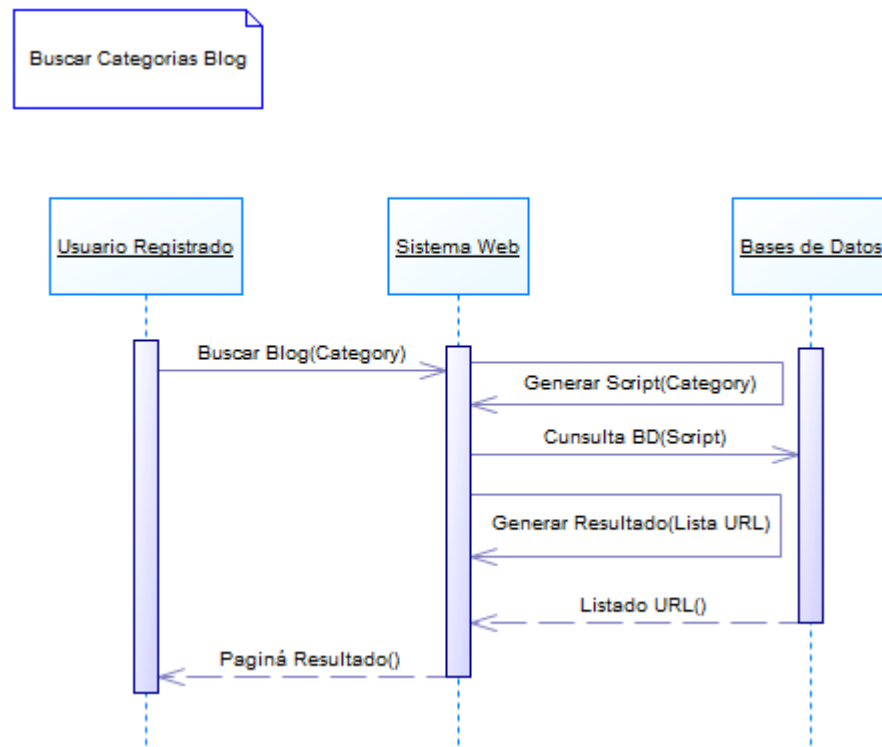 Buscar Categorias Blog
Usuario Registrado
Sistema Web
Bases de Datos
Buscar Blog(Category)
Generar Script(Category)
Cunsulta BD(Script)
Generar Resultado(Lista URL)
Listado URL()
Paginá Resultado()